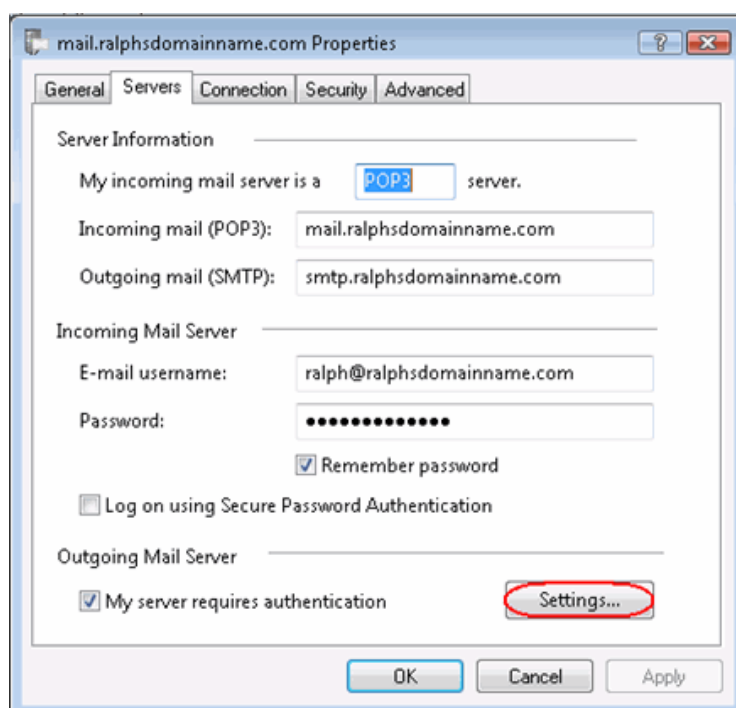 mail.ralphsdomainname.com Properties
General Servers Connection Security Advanced
Server Information
My incoming mail server is a POP3 server.
Incoming mail (POP3): mail.ralphsdomainname.com
Outgoing mail (SMTP): smtp.ralphsdomainname.com
Incoming Mail Server
E-mail username: ralph@ralphsdomainname.com
Password: •••••••••••••
Remember password
Log on using Secure Password Authentication
Outgoing Mail Server
My server requires authentication Settings...
OK Cancel Apply